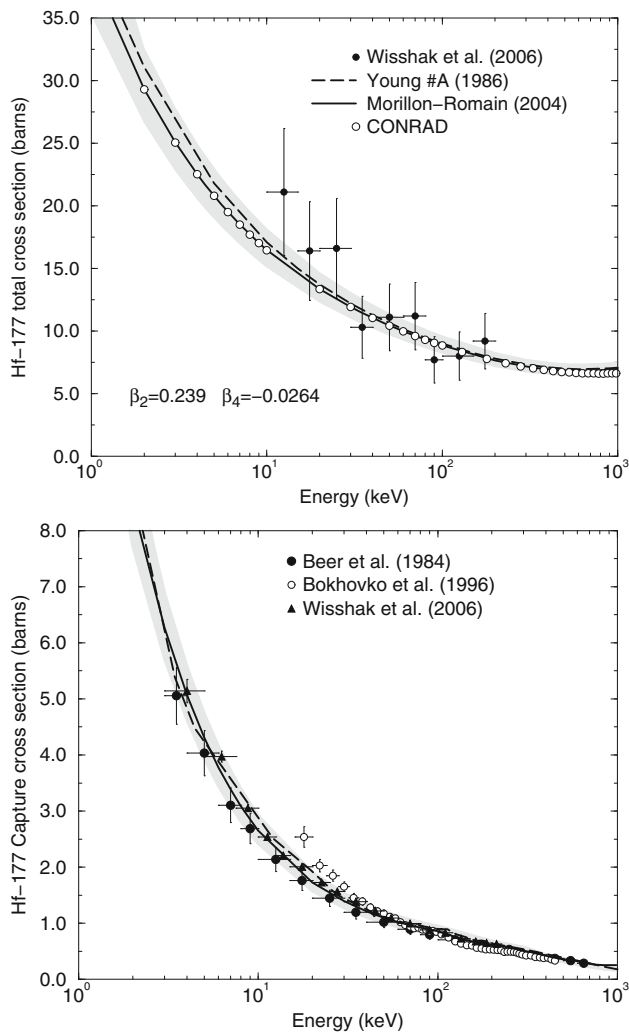 35.0
30.0
25.0
20.0
15.0
10.0
5.0
0.0
Hf−177 total cross section (barns)
Wisshak et al. (2006)
Young #A (1986)
Morillon−Romain (2004)
CONRAD
β2=0.239 β4=−0.0264
10^0 10^1 10^2 10^3
Energy (keV)
8.0
7.0
6.0
5.0
4.0
3.0
2.0
1.0
0.0
Hf−177 Capture cross section (barns)
Beer et al. (1984)
Bokhovko et al. (1996)
Wisshak et al. (2006)
10^0 10^1 10^2 10^3
Energy (keV)